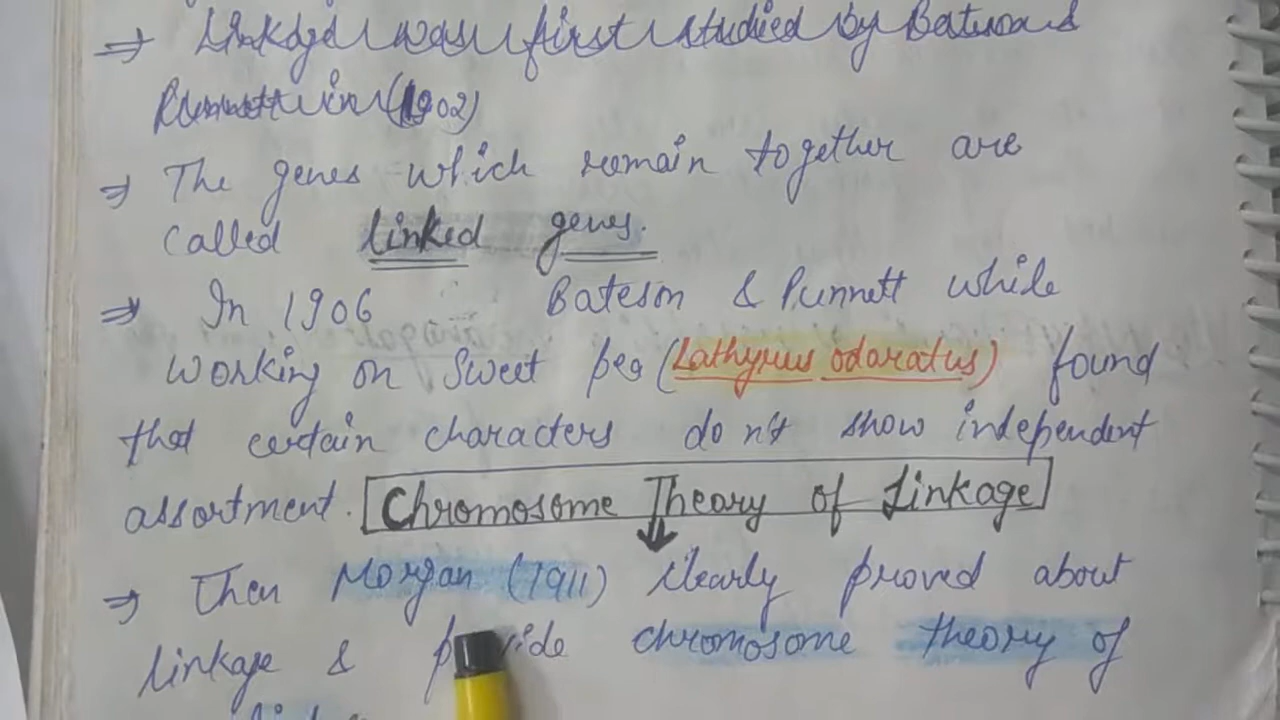 ⇒ Linkage was first studied by Bateson &
Punnett in (1902)
⇒ The genes which remain together are
called linked genes.
⇒ In 1906 Bateson & Punnett while
working on sweet pea (Lathyrus odaratus) found
that certain characters don't show independent
assortment. Chromosome Theory of Linkage
⇒ Then Morgan (1911) clearly proved about
linkage & provide chromosome theory of